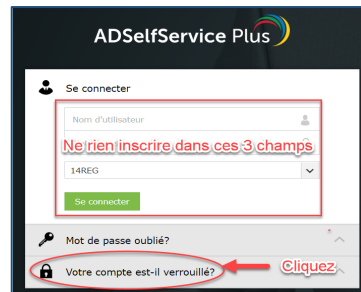 ADSelfService Plus
Se connecter
Nom d'utilisateur
Ne rien inscrire dans ces 3 champs
14REG
Se connecter
Mot de passe oublié?
Votre compte est-il verrouillé?
Cliquez